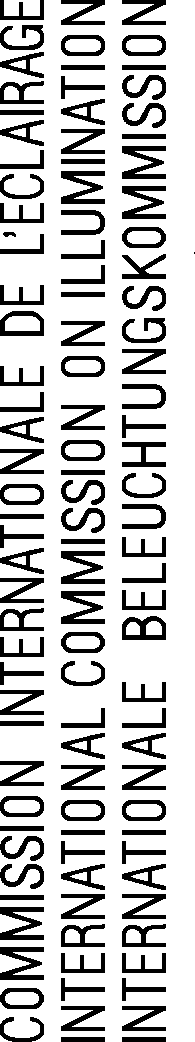 COMMISSION INTERNATIONALE DE L'ECLAIRAGE
INTERNATIONAL COMMISSION ON ILLUMINATION
INTERNATIONALE BELEUCHTUNGSKOMMISSION